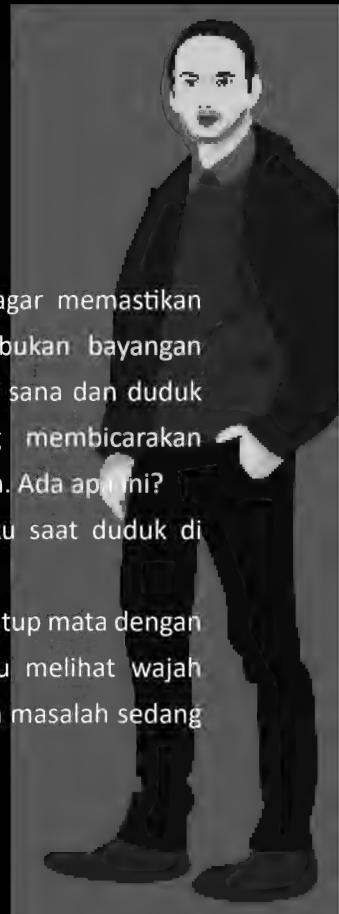 agar memastikan
bukan bayangan
sana dan duduk
membicarakan
. Ada apa ini?
u saat duduk di
tup mata dengan
u melihat wajah
masalah sedang